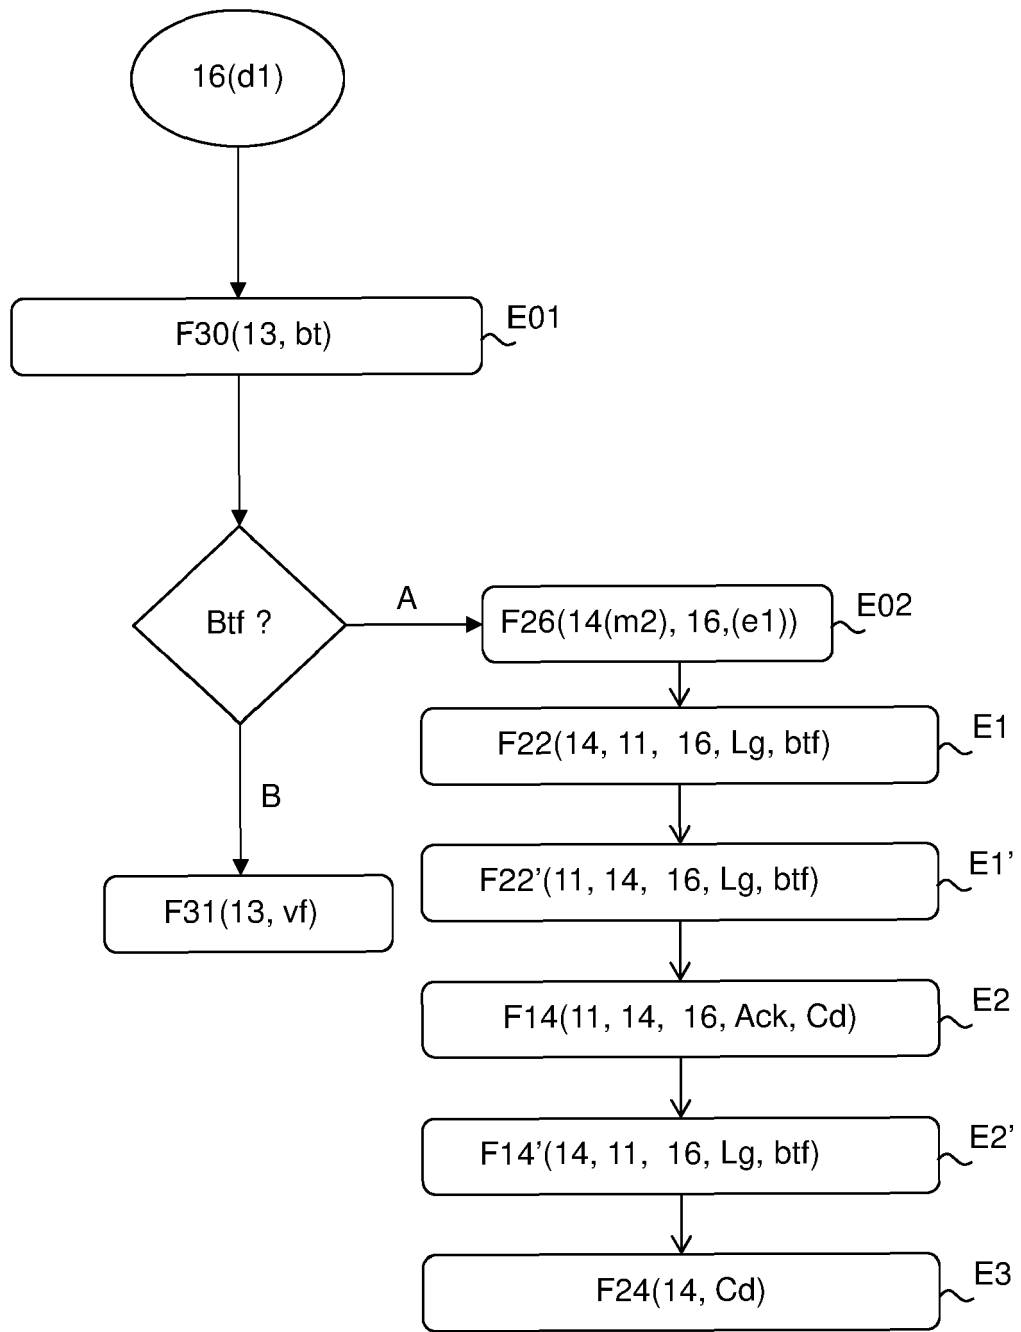 16(d1)
F30(13, bt)
E01
Btf ?
A
F26(14(m2), 16,(e1))
E02
F22(14, 11, 16, Lg, btf)
E1
B
F22'(11, 14, 16, Lg, btf)
E1'
F31(13, vf)
F14(11, 14, 16, Ack, Cd)
E2
F14'(14, 11, 16, Lg, btf)
E2'
F24(14, Cd)
E3